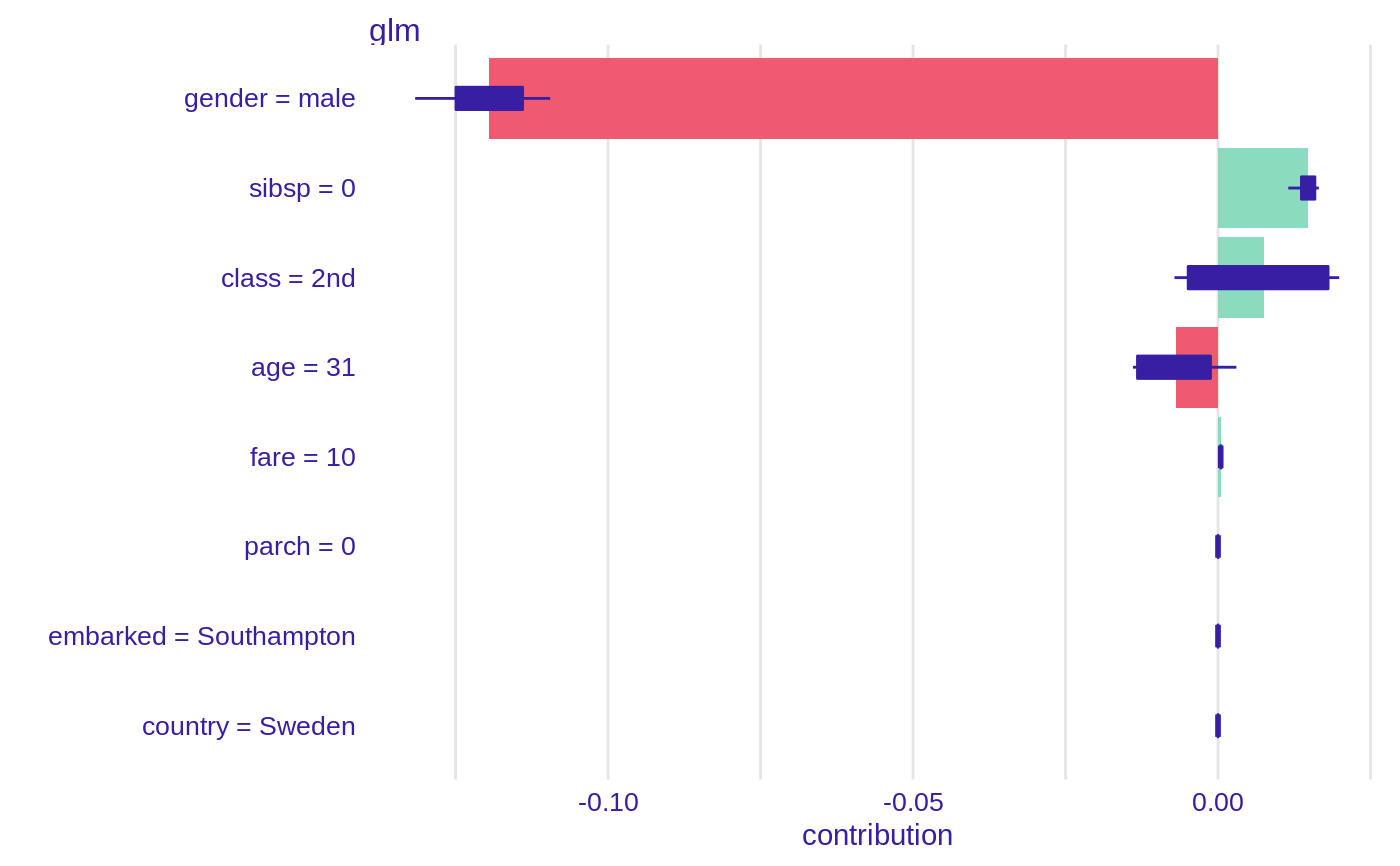 glm
gender = male
sibsp = 0
class = 2nd
age = 31
fare = 10
parch = 0
embarked = Southampton
country = Sweden
-0.10 -0.05 0.00
contribution